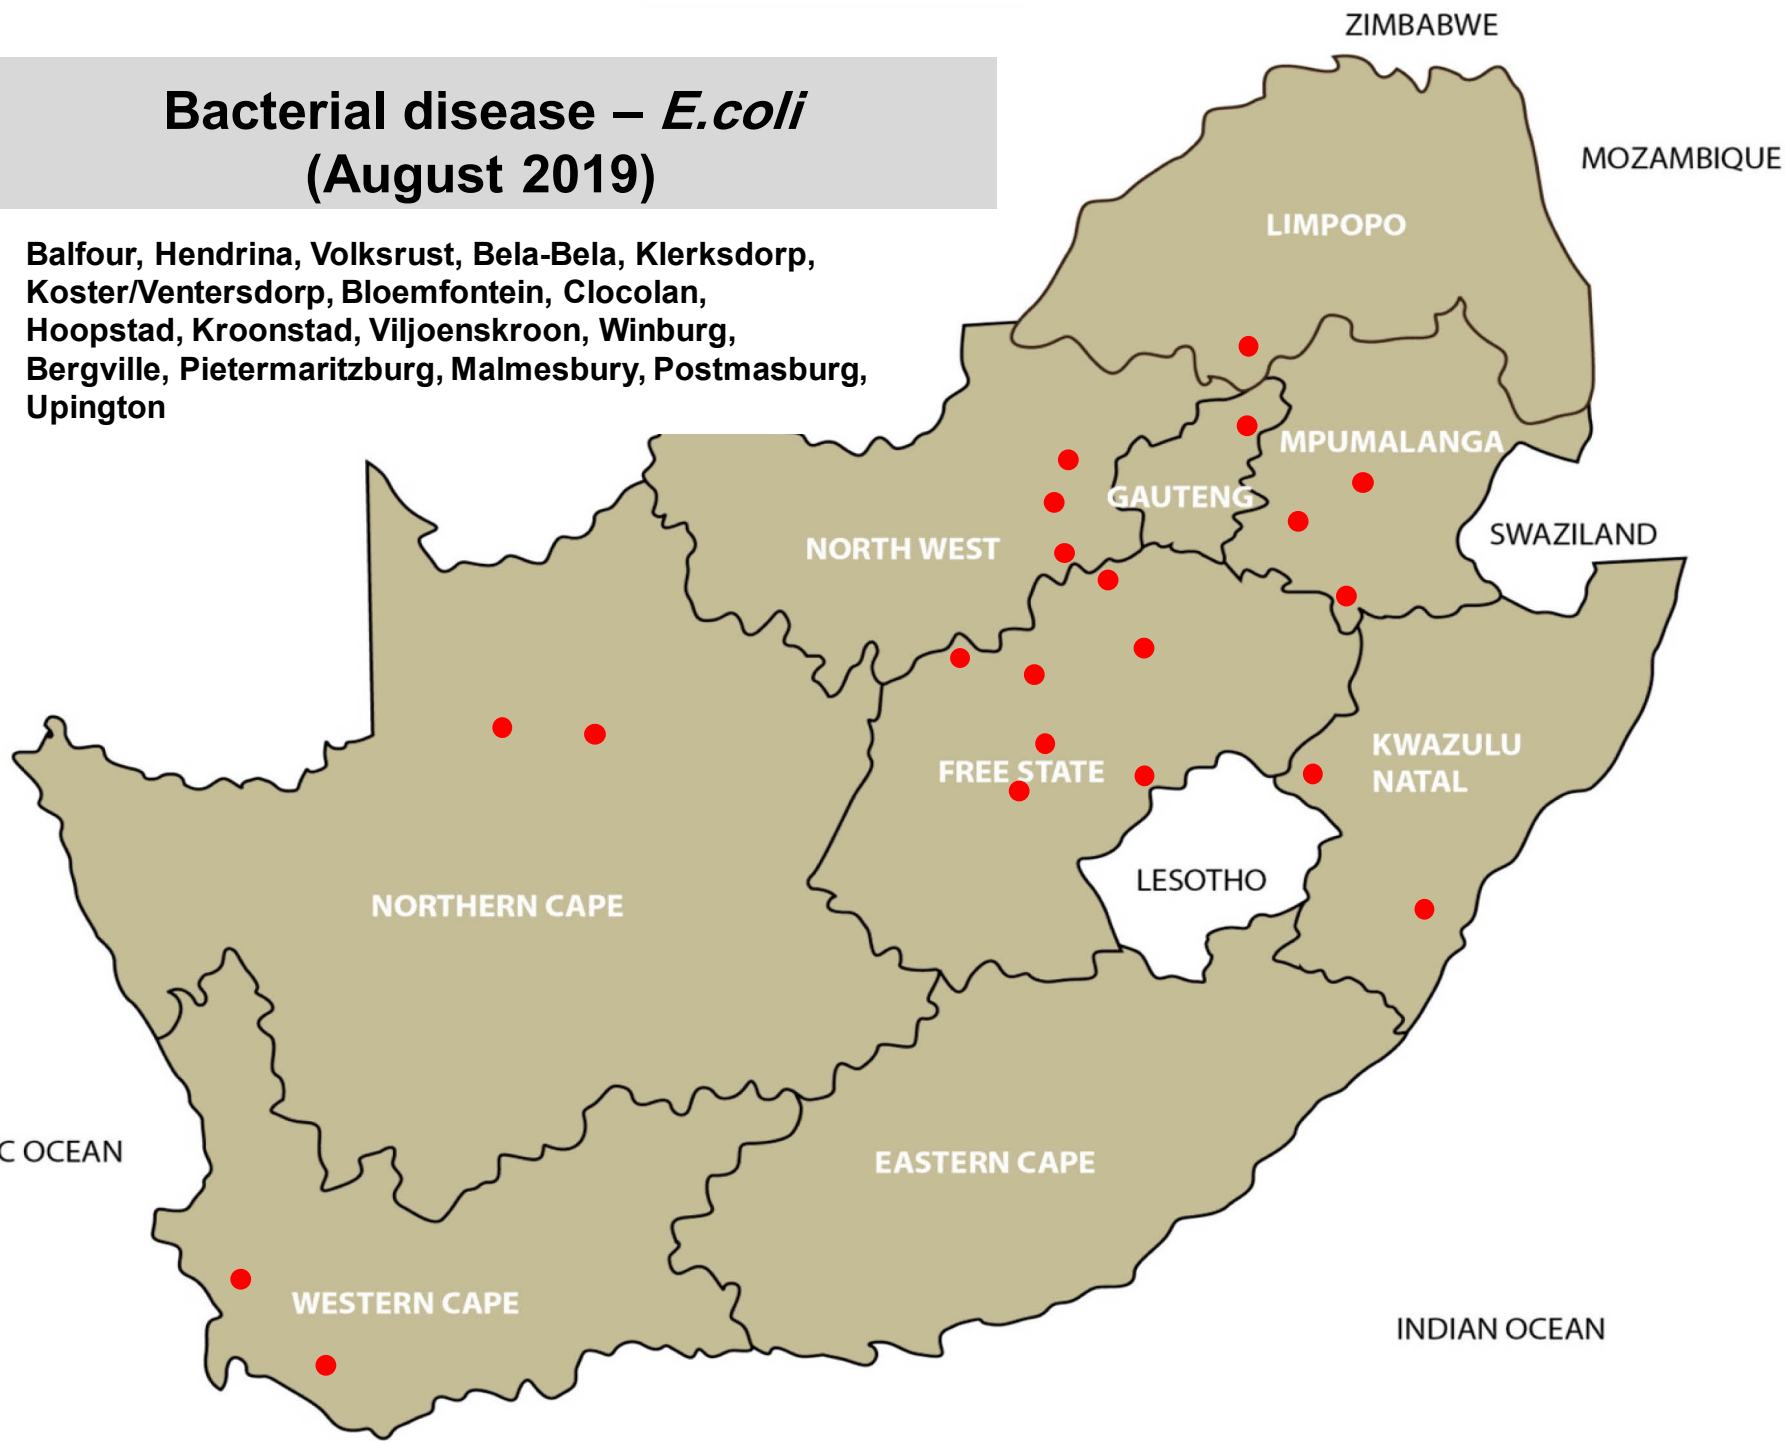 ZIMBABWE
Bacterial disease – E.coli
(August 2019)
MOZAMBIQUE
LIMPOPO
Balfour, Hendrina, Volksrust, Bela-Bela, Klerksdorp,
Koster/Ventersdorp, Bloemfontein, Clocolan,
Hoopstad, Kroonstad, Viljoenskroon, Winburg,
Bergville, Pietermaritzburg, Malmesbury, Postmasburg,
Upington
MPUMALANGA
GAUTENG
NORTH WEST
SWAZILAND
KWAZULU
NATAL
FREE STATE
LESOTHO
NORTHERN CAPE
C OCEAN
EASTERN CAPE
WESTERN CAPE
INDIAN OCEAN